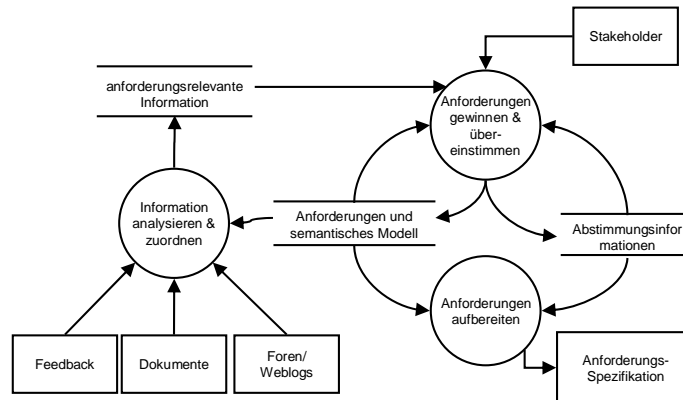 Stakeholder
anforderungsrelevante
Information
Anforderungen
gewinnen & 
über-
einstimmen
Information
analysieren &
zuordnen
Anforderungen und
semantisches Modell
Abstimmungsinfor
mationen
Anforderungen
aufbereiten
Feedback
Dokumente
Foren/
Weblogs
Anforderungs-
Spezifikation